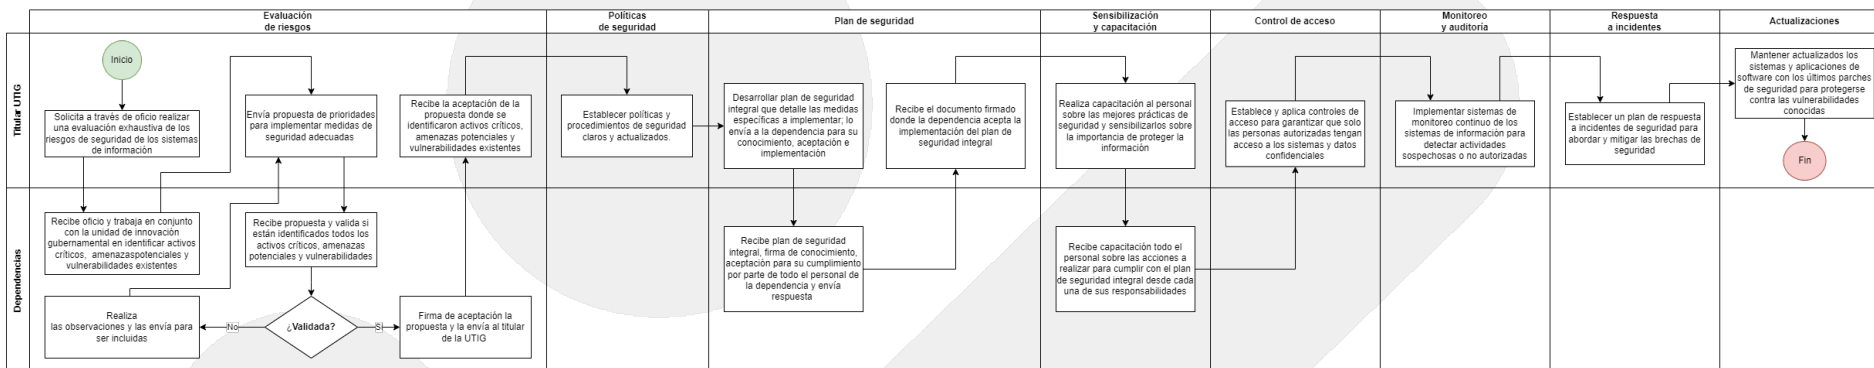 Evaluación
de riesgos
Políticas
de seguridad
Plan de seguridad
Sensibilización
y capacitación
Control de acceso
Monitoreo
y auditoría
Respuesta
a incidentes
Actualizaciones
Titular UTIG
Inicio
Solicita a través de oficio realizar
una evaluación exhaustiva de los
riesgos de seguridad de los sistemas
de información
Envía propuesta de prioridades
para implementar medidas de
seguridad adecuadas
Recibe la aceptación de la
propuesta donde se
identificaron activos críticos,
amenazas potenciales y
vulnerabilidades existentes
Establecer políticas y
procedimientos de seguridad
claros y actualizados.
Desarrollar plan de seguridad
integral que detalle las medidas
específicas a implementar; lo
envía a la dependencia para su
conocimiento, aceptación e
implementación
Recibe el documento firmado
donde la dependencia acepta la
implementación del plan de
seguridad integral
Realiza capacitación al personal
sobre las mejores prácticas de
seguridad y sensibilizarlos sobre
la importancia de proteger la
información
Establece y aplica controles de
acceso para garantizar que solo
las personas autorizadas tengan
acceso a los sistemas y datos
confidenciales
Implementar sistemas de
monitoreo continuo de los
sistemas de información para
detectar actividades
sospechosas o no autorizadas
Establecer un plan de respuesta
a incidentes de seguridad para
abordar y mitigar las brechas de
seguridad
Mantener actualizados los
sistemas y aplicaciones de
software con los últimos parches
de seguridad para protegerse
contra las vulnerabilidades
conocidas
Fin
Dependencias
Recibe oficio y trabaja en conjunto
con la unidad de innovación
gubernamental en identificar activos
críticos, amenazaspotenciales y
vulnerabilidades existentes
Recibe propuesta y valida si
están identificados todos los
activos críticos, amenazas
potenciales y vulnerabilidades
Recibe plan de seguridad
integral, firma de conocimiento,
aceptación para su cumplimiento
por parte de todo el personal de
la dependencia y envía
respuesta
Recibe capacitación todo el
personal sobre las acciones a
realizar para cumplir con el plan
de seguridad integral desde cada
una de sus responsabilidades
Realiza
las observaciones y las envía para
ser incluidas
No
¿Validada?
Si
Firma de aceptación la
propuesta y la envía al titular
de la UTIG